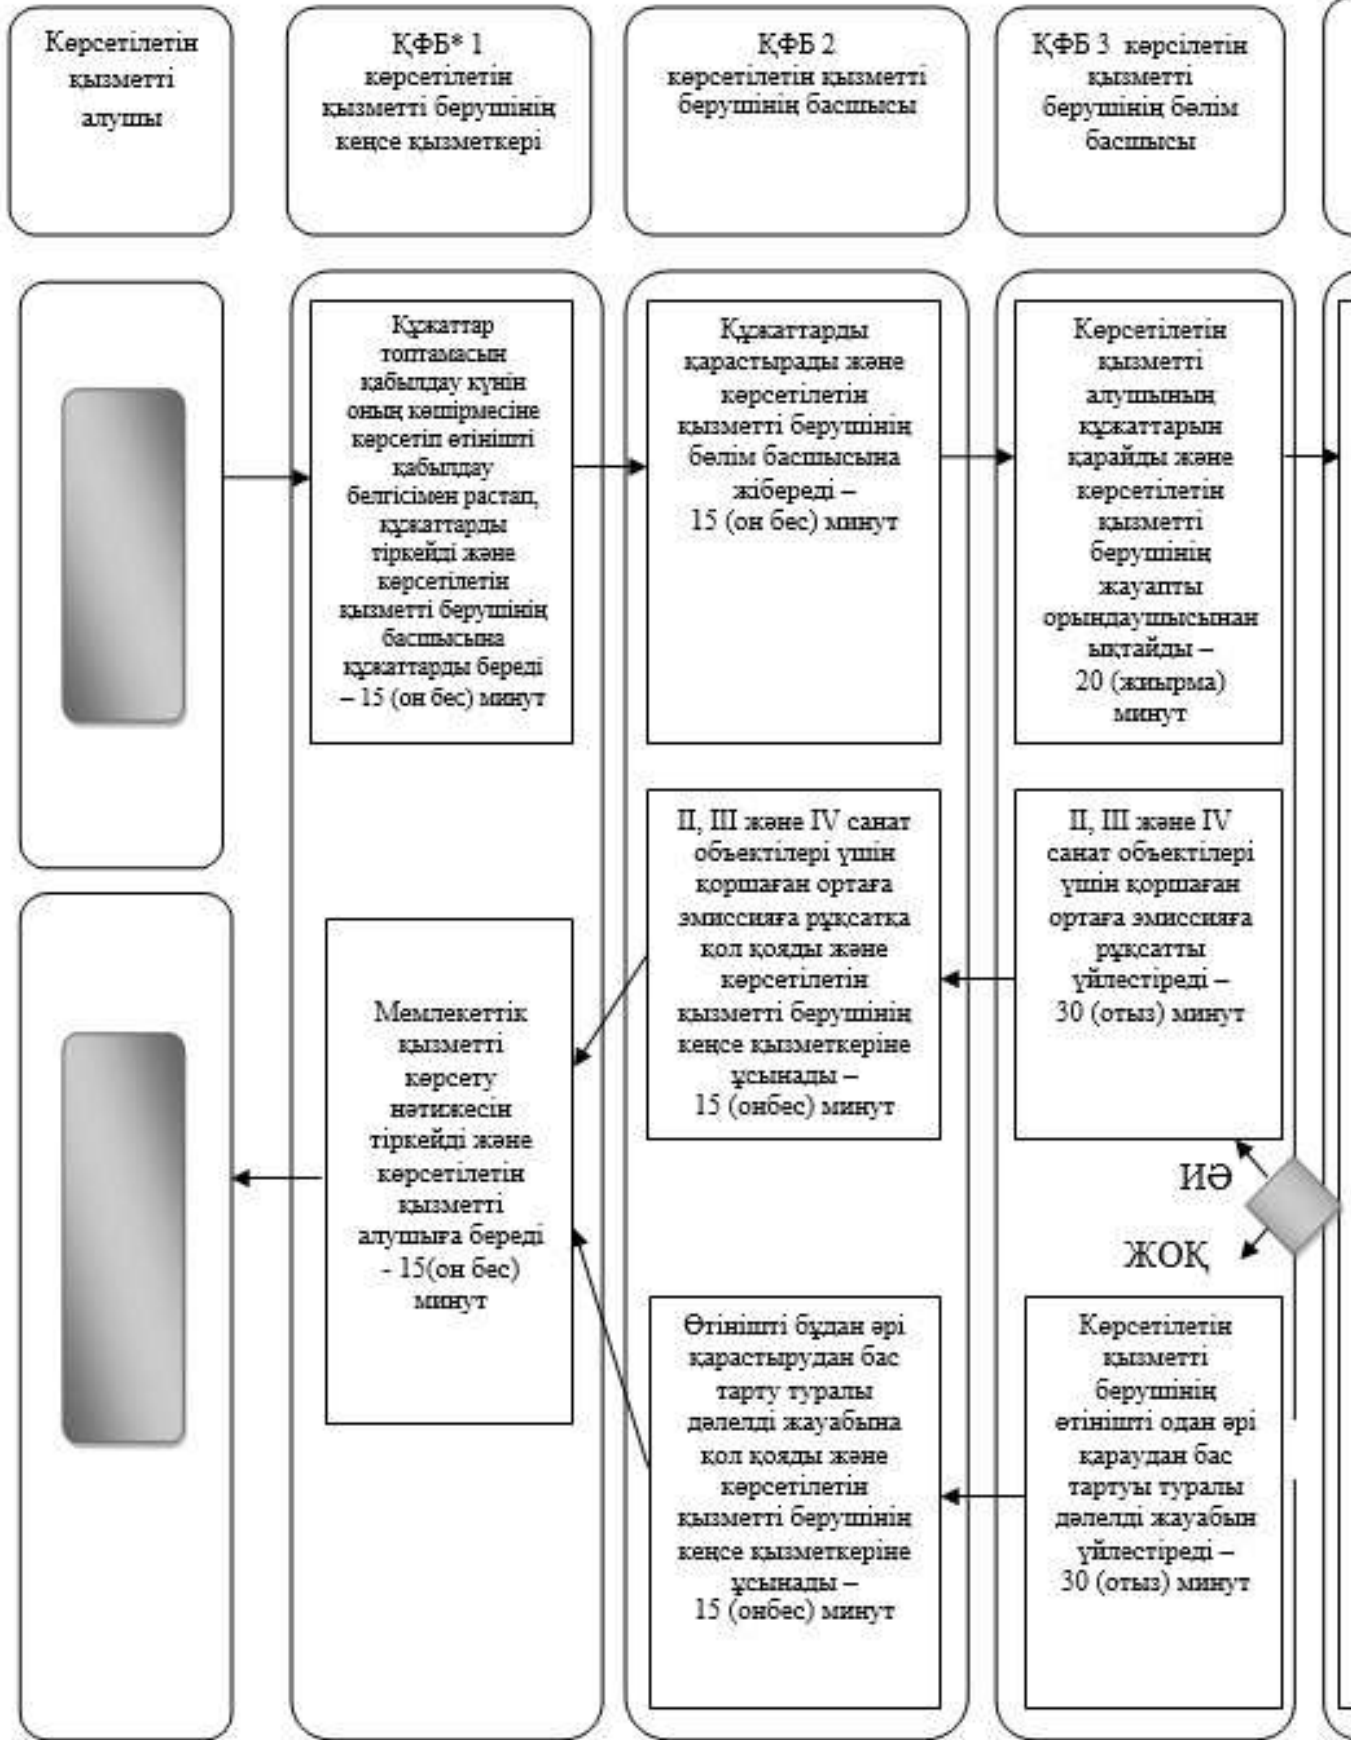 Көрсетілетін
қызметті
алушы
ҚФБ* 1
көрсетілетін
қызметті берушінің
кеңсе қызметкері
ҚФБ 2
көрсетілетін қызметті
берушінің басшысы
ҚФБ 3 көрсілетін
қызметті
берушінің бөлім
басшысы
Құжаттар
топтамасын
қабылдау күнін
оның көшірмесіне
көрсетіп өтінішті
қабылдау
белгісімен растап,
құжаттарды
тіркейді және
көрсетілетін
қызметті берушінің
басшысына
құжаттарды береді
– 15 (он бес) минут
Құжаттарды
қарастырады және
көрсетілетін
қызметті берушінің
бөлім басшысына
жібереді –
15 (он бес) минут
Көрсетілетін
қызметті
алушының
құжаттарын
қарайды және
көрсетілетін
қызметті
берушінің
жауапты
орындаушысынан
ықтайды –
20 (жиырма)
минут
II, III және IV санат
объектілері үшін
қоршаған ортаға
эмиссияға рұқсатқа
қол қояды және
көрсетілетін
қызметті берушінің
кеңсе қызметкеріне
ұсынады –
15 (онбес) минут
II, III және IV
санат объектілері
үшін қоршаған
ортаға эмиссияға
рұқсатты
үйлестіреді –
30 (отыз) минут
Мемлекеттік
қызметті
көрсету
нәтижесін
тіркейді және
көрсетілетін
қызметті
алушыға береді
- 15(он бес)
минут
ИӘ
ЖОҚ
Өтінішті бұдан әрі
қарастырудан бас
тарту туралы
дәлелді жауабына
қол қояды және
көрсетілетін
қызметті берушінің
кеңсе қызметкеріне
ұсынады –
15 (онбес) минут
Көрсетілетін
қызметті
берушінің
өтінішті одан әрі
қараудан бас
тартуы туралы
дәлелді жауабын
үйлестіреді –
30 (отыз) минут